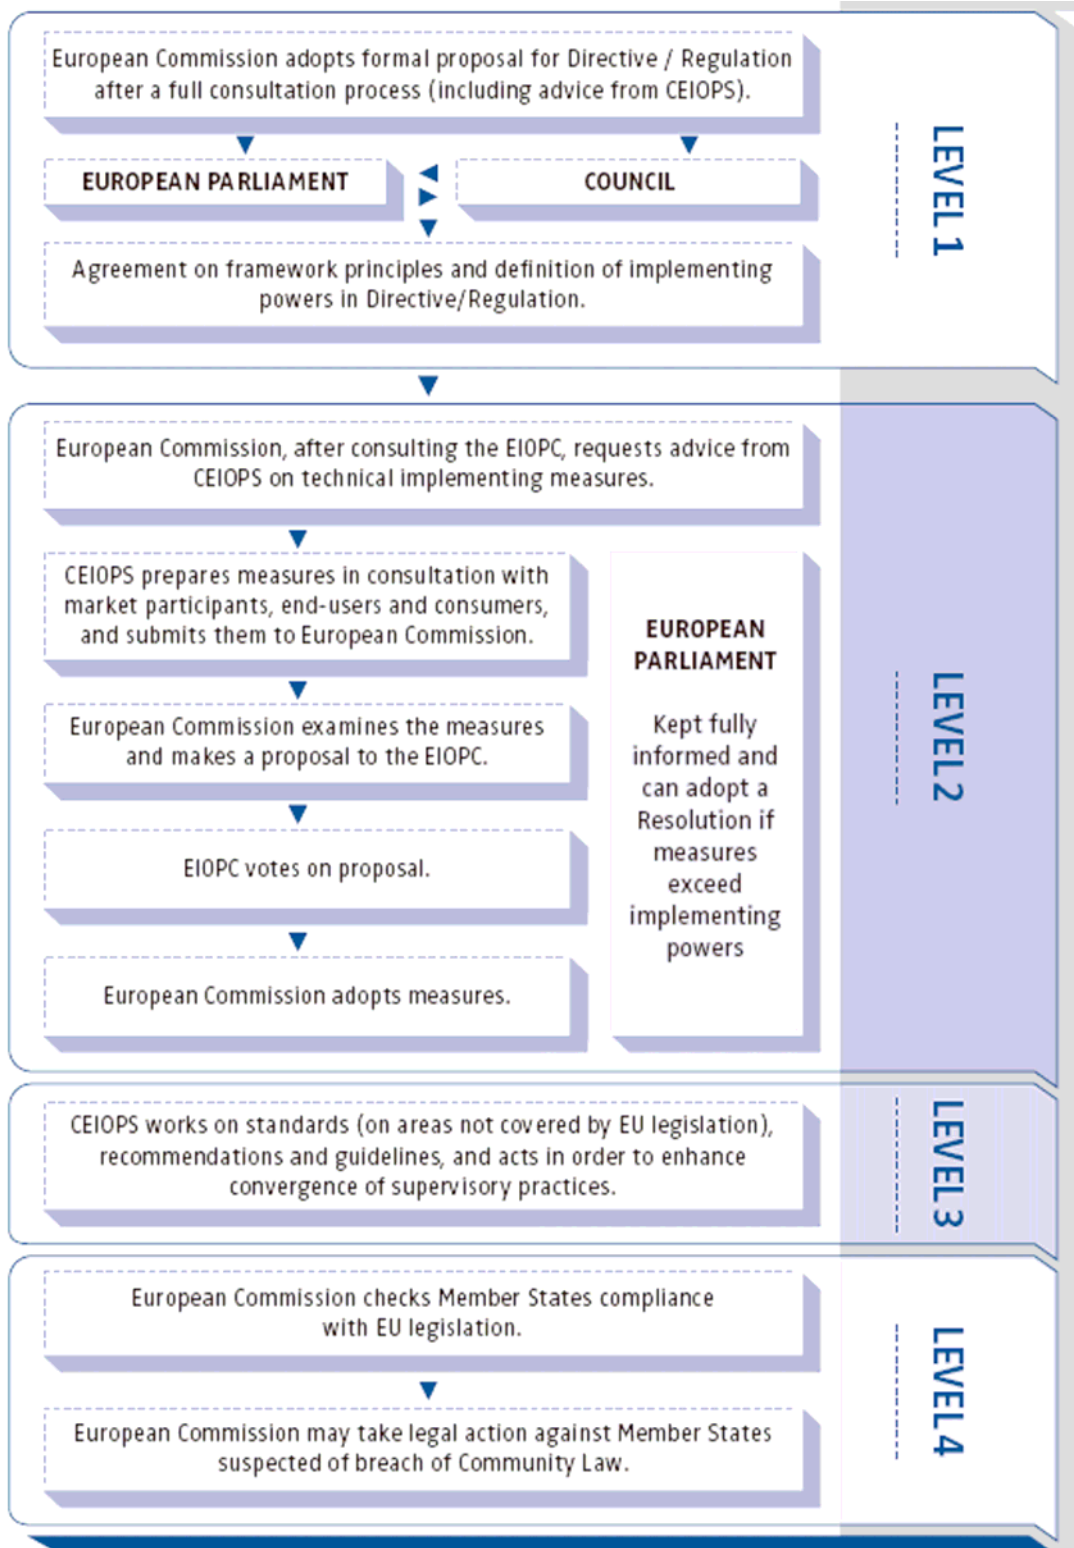 European Commission adopts formal proposal for Directive / Regulation
after a full consultation process (including advice from CEIOPS).
EUROPEAN PARLIAMENT
COUNCIL
Agreement on framework principles and definition of implementing
powers in Directive/Regulation.
LEVEL 1
European Commission, after consulting the EIOPC, requests advice from
CEIOPS on technical implementing measures.
CEIOPS prepares measures in consultation with
market participants, end-users and consumers,
and submits them to European Commission.
European Commission examines the measures
and makes a proposal to the EIOPC.
EIOPC votes on proposal.
European Commission adopts measures.
EUROPEAN
PARLIAMENT
Kept fully
informed and
can adopt a
Resolution if
measures
exceed
implementing
powers
LEVEL 2
CEIOPS works on standards (on areas not covered by EU legislation),
recommendations and guidelines, and acts in order to enhance
convergence of supervisory practices.
LEVEL 3
European Commission checks Member States compliance
with EU legislation.
European Commission may take legal action against Member States
suspected of breach of Community Law.
LEVEL 4